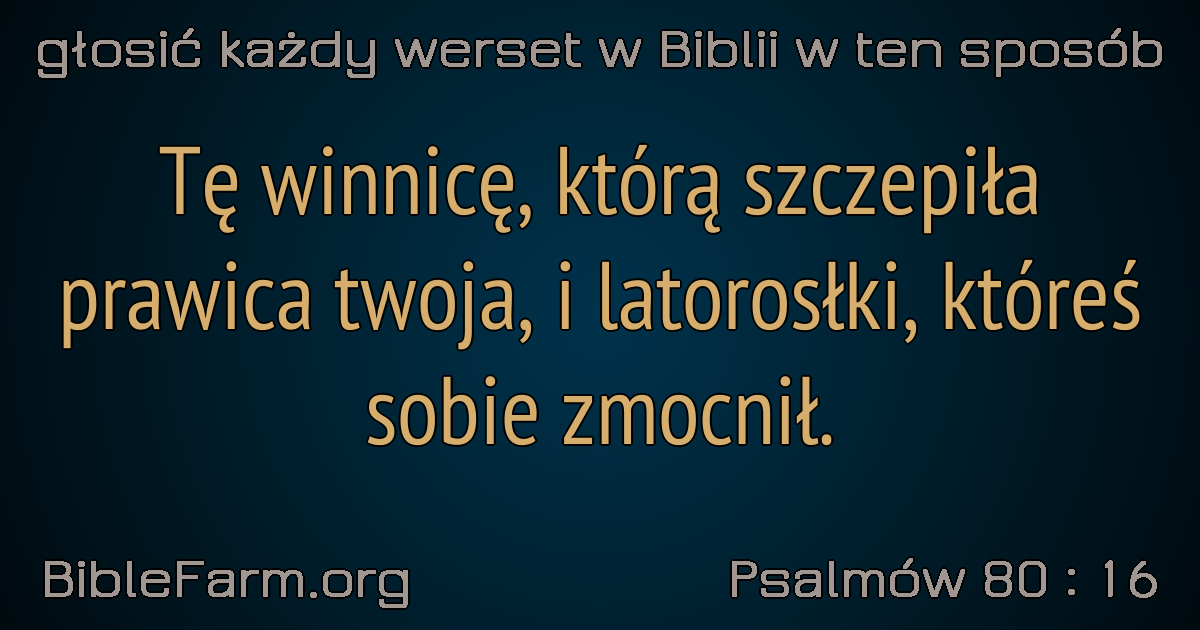 głosić każdy werset w Biblii w ten sposób
Tę winnicę, którą szczepiła
prawica twoja, i latorosłki, któreś
sobie zmocnił.
BibleFarm.org
Psalmów 80 : 16